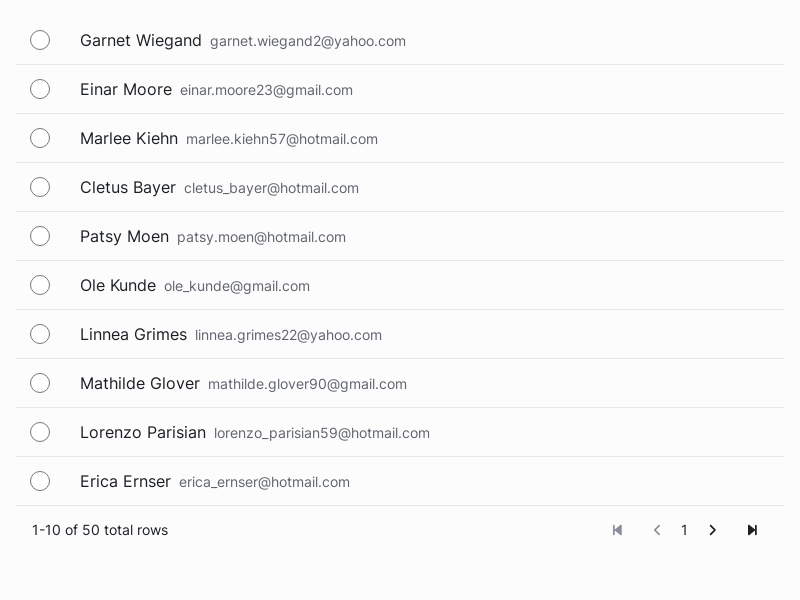 Garnet Wiegand garnet.wiegand2@yahoo.com
Einar Moore einar.moore23@gmail.com
Marlee Kiehn marlee.kiehn57@hotmail.com
Cletus Bayer cletus_bayer@hotmail.com
Patsy Moen patsy.moen@hotmail.com
Ole Kunde ole_kunde@gmail.com
Linnea Grimes linnea.grimes22@yahoo.com
Mathilde Glover mathilde.glover90@gmail.com
Lorenzo Parisian lorenzo_parisian59@hotmail.com
Erica Ernser erica_ernser@hotmail.com
1-10 of 50 total rows 1